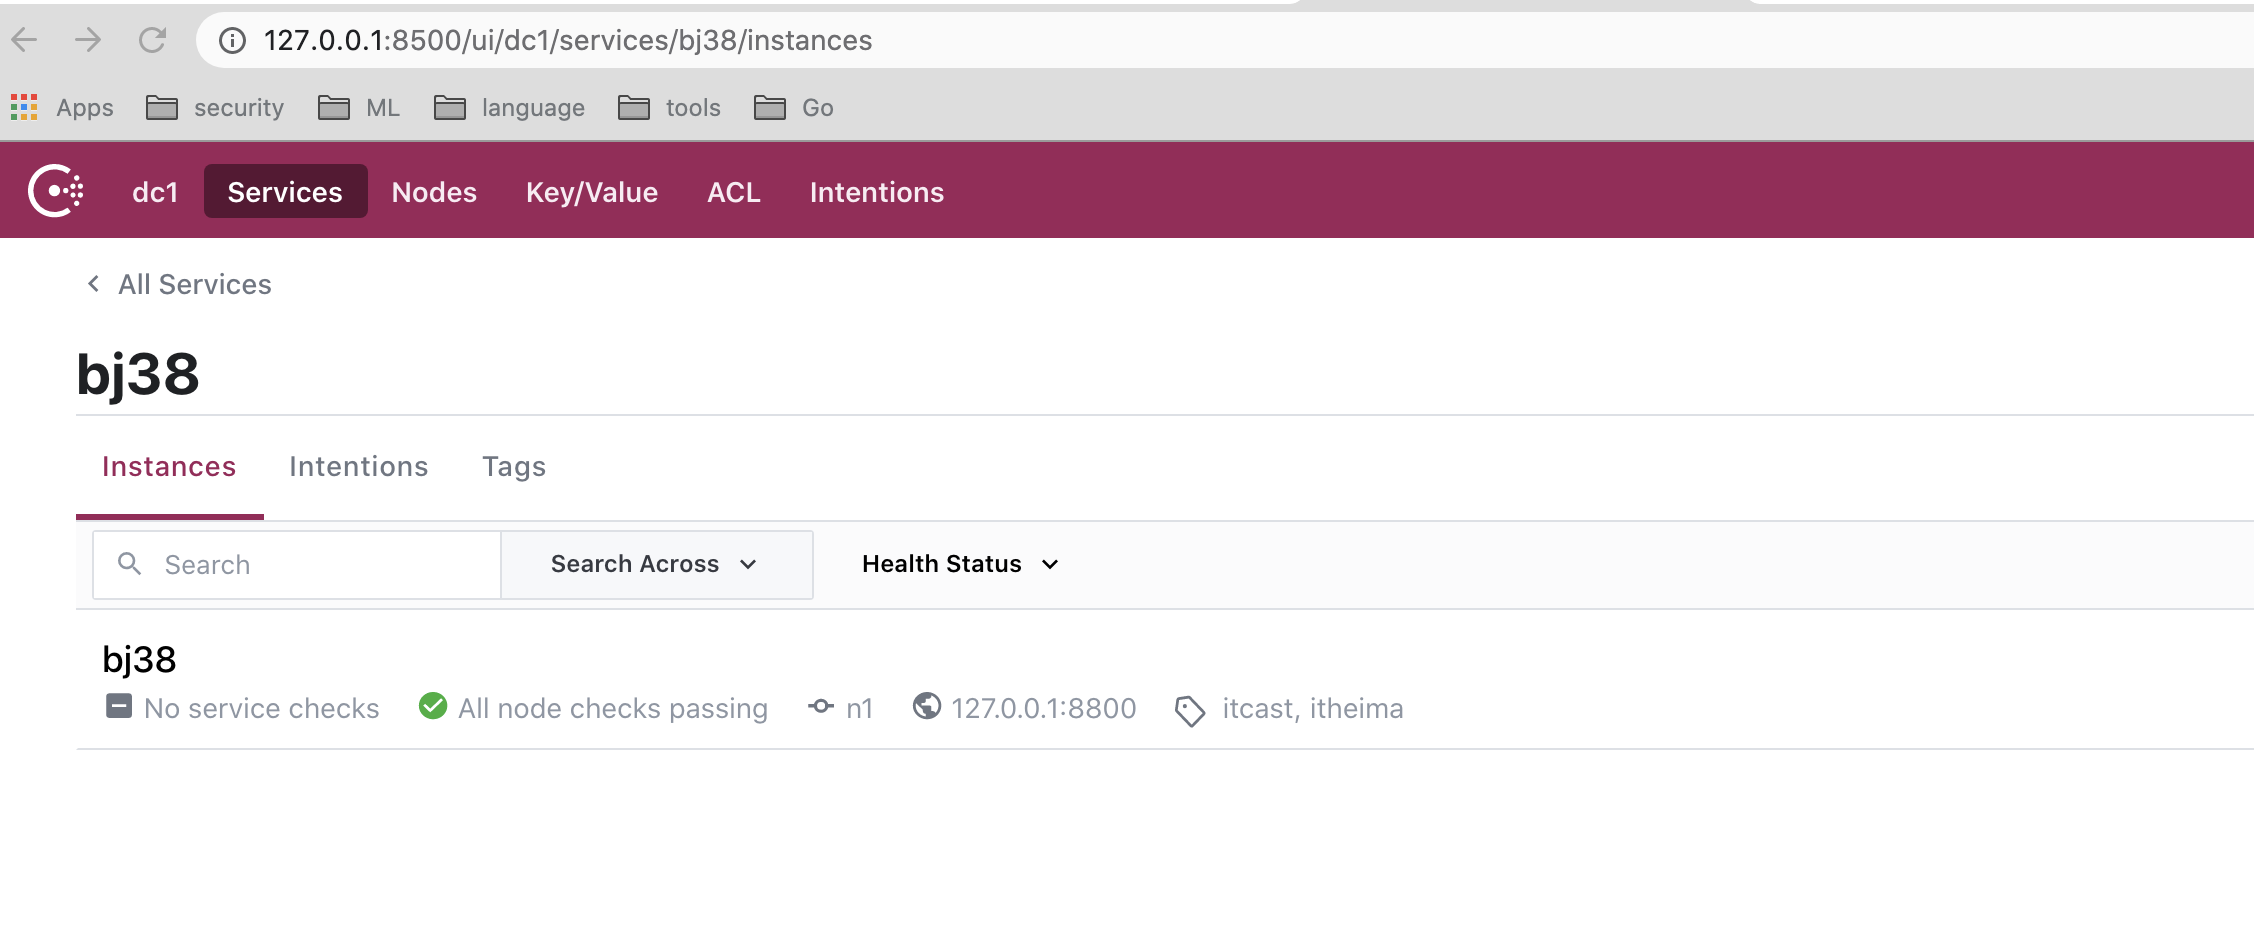 127.0.0.1:8500/ui/dc1/services/bj38/instances
Apps security ML language tools Go
dc1 Services Nodes Key/Value ACL Intentions
All Services
bj38
Instances Intentions Tags
Search Search Across Health Status
bj38
No service checks All node checks passing n1 127.0.0.1:8800 itcast, itheima